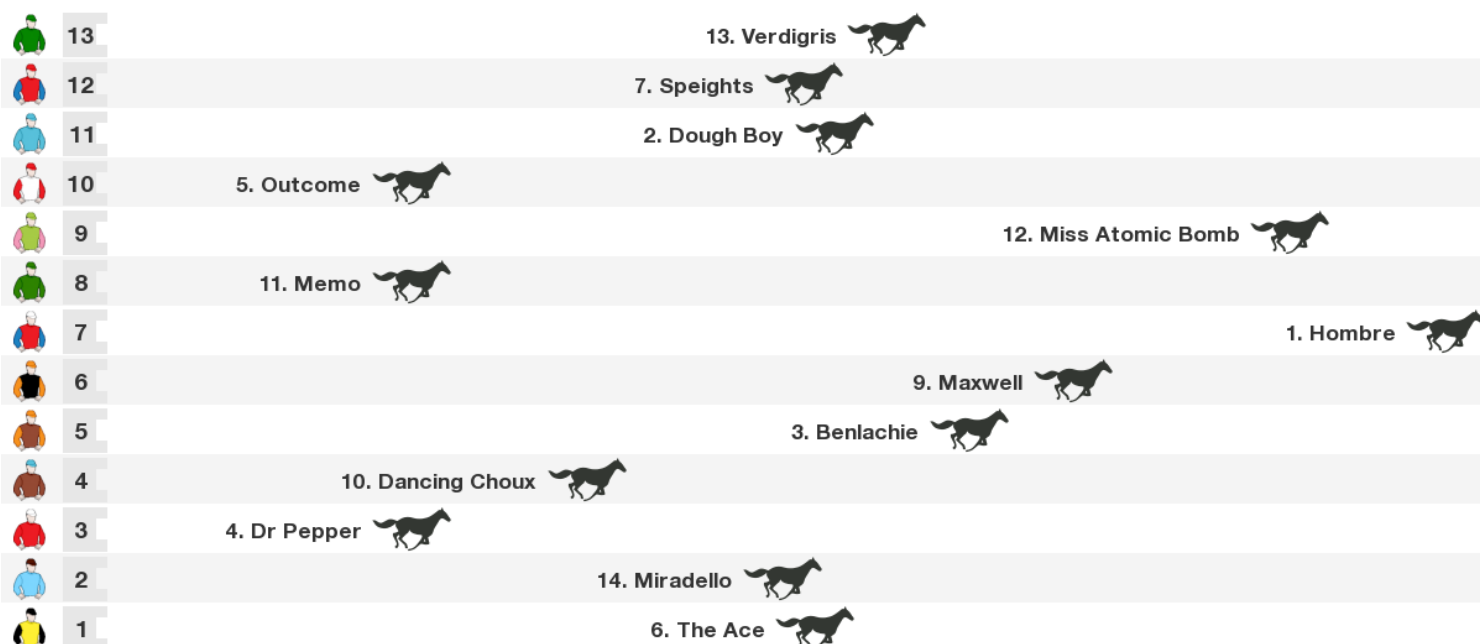 13 13. Verdigris
12 7. Speights
11 2. Dough Boy
10 5. Outcome
9 12. Miss Atomic Bomb
8 11. Memo
7 1. Hombre
6 9. Maxwell
5 3. Benlachie
4 10. Dancing Choux
3 4. Dr Pepper
2 14. Miradello
1 6. The Ace